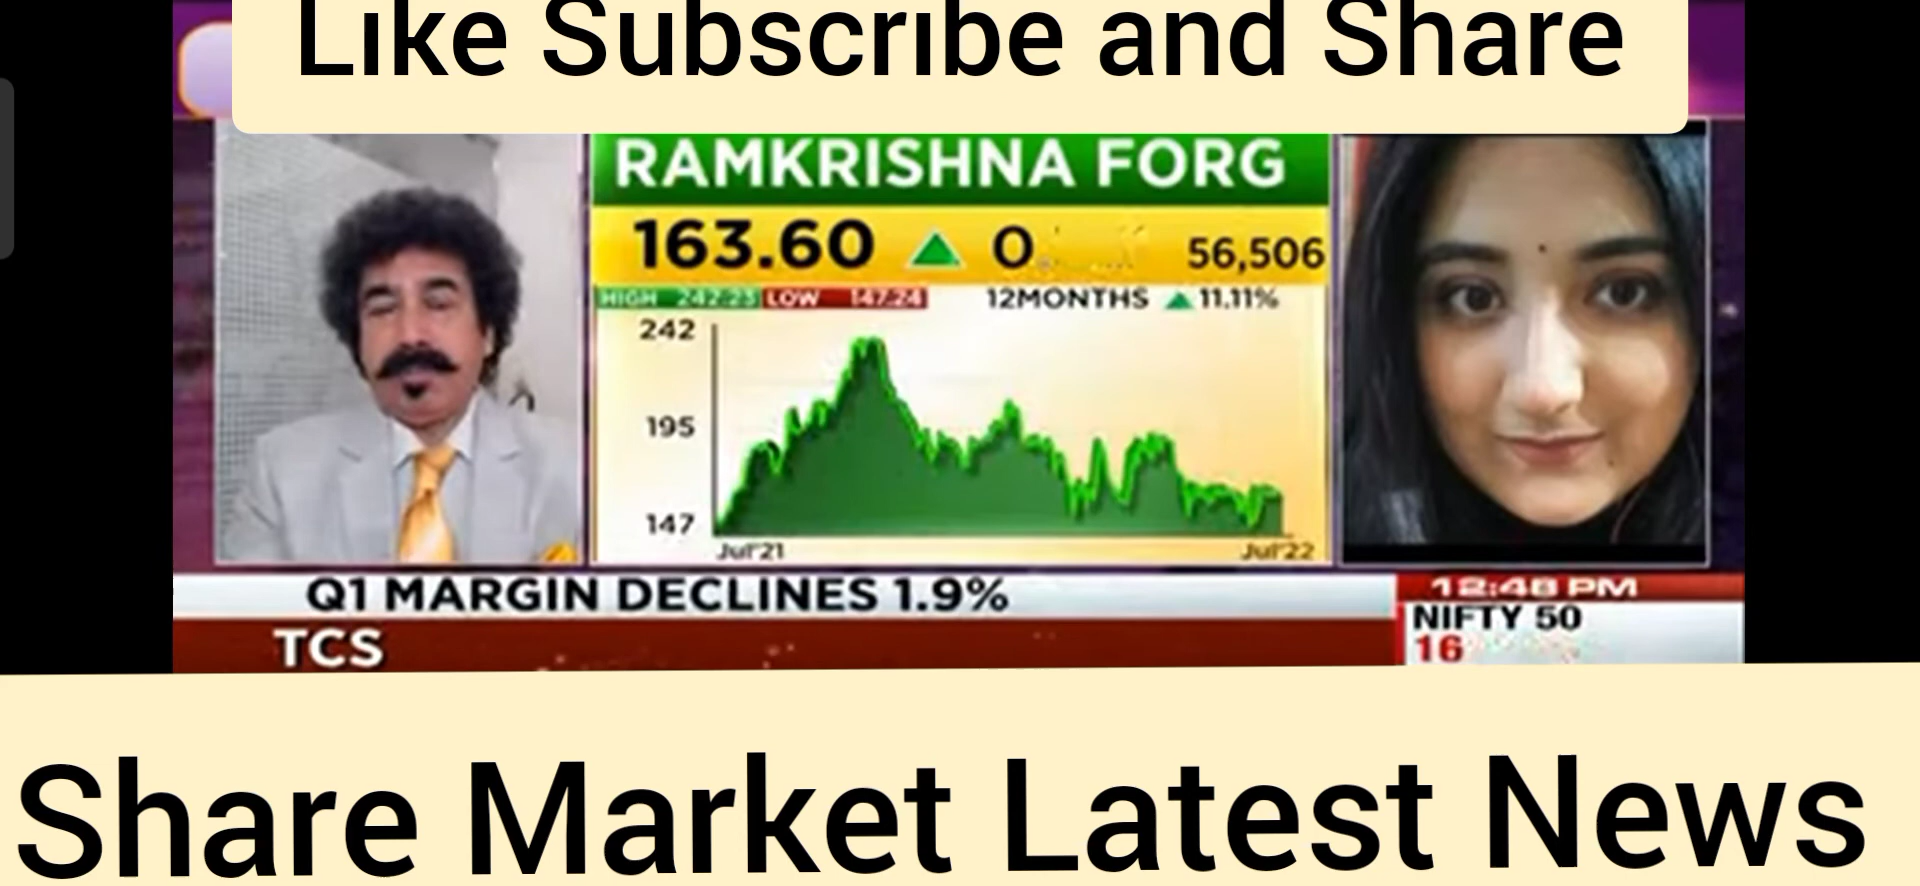 Like Subscribe and Share
RAMKRISHNA FORG
163.60 ▲ 0. 56,506
HIGH 242.23 LOW 147.24 12MONTHS ▲ 11.11%
242
195
147
Jul'21 Jul'22
Q1 MARGIN DECLINES 1.9%
12:48 PM
TCS
NIFTY 50
16
Share Market Latest News